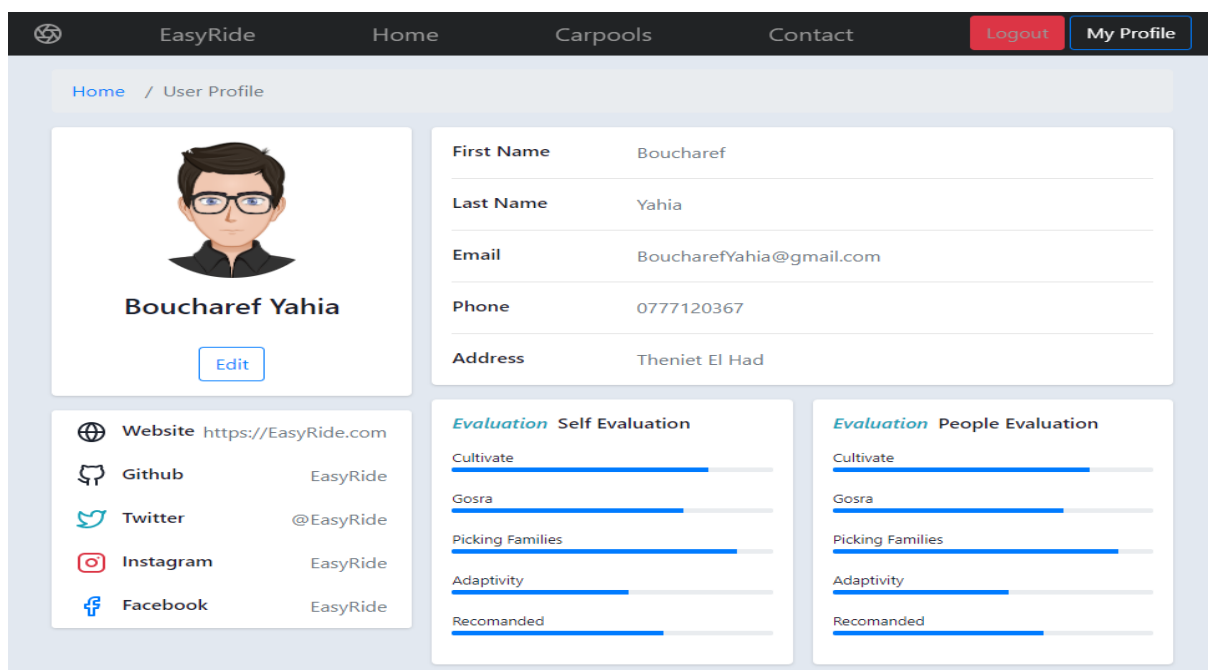 EasyRide Home Carpools Contact Logout My Profile
Home / User Profile
Boucharef Yahia
Edit
First Name Boucharef
Last Name Yahia
Email BoucharefYahia@gmail.com
Phone 0777120367
Address Theniet El Had
Website https://EasyRide.com
Github EasyRide
Twitter @EasyRide
Instagram EasyRide
Facebook EasyRide
Evaluation Self Evaluation
Cultivate
Gosra
Picking Families
Adaptivity
Recomanded
Evaluation People Evaluation
Cultivate
Gosra
Picking Families
Adaptivity
Recomanded